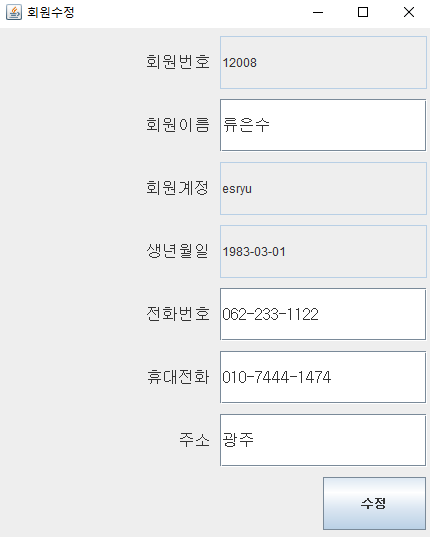 회원수정
회원번호 12008
회원이름 류은수
회원계정 esryu
생년월일 1983-03-01
전화번호 062-233-1122
휴대전화 010-7444-1474
주소 광주
수정